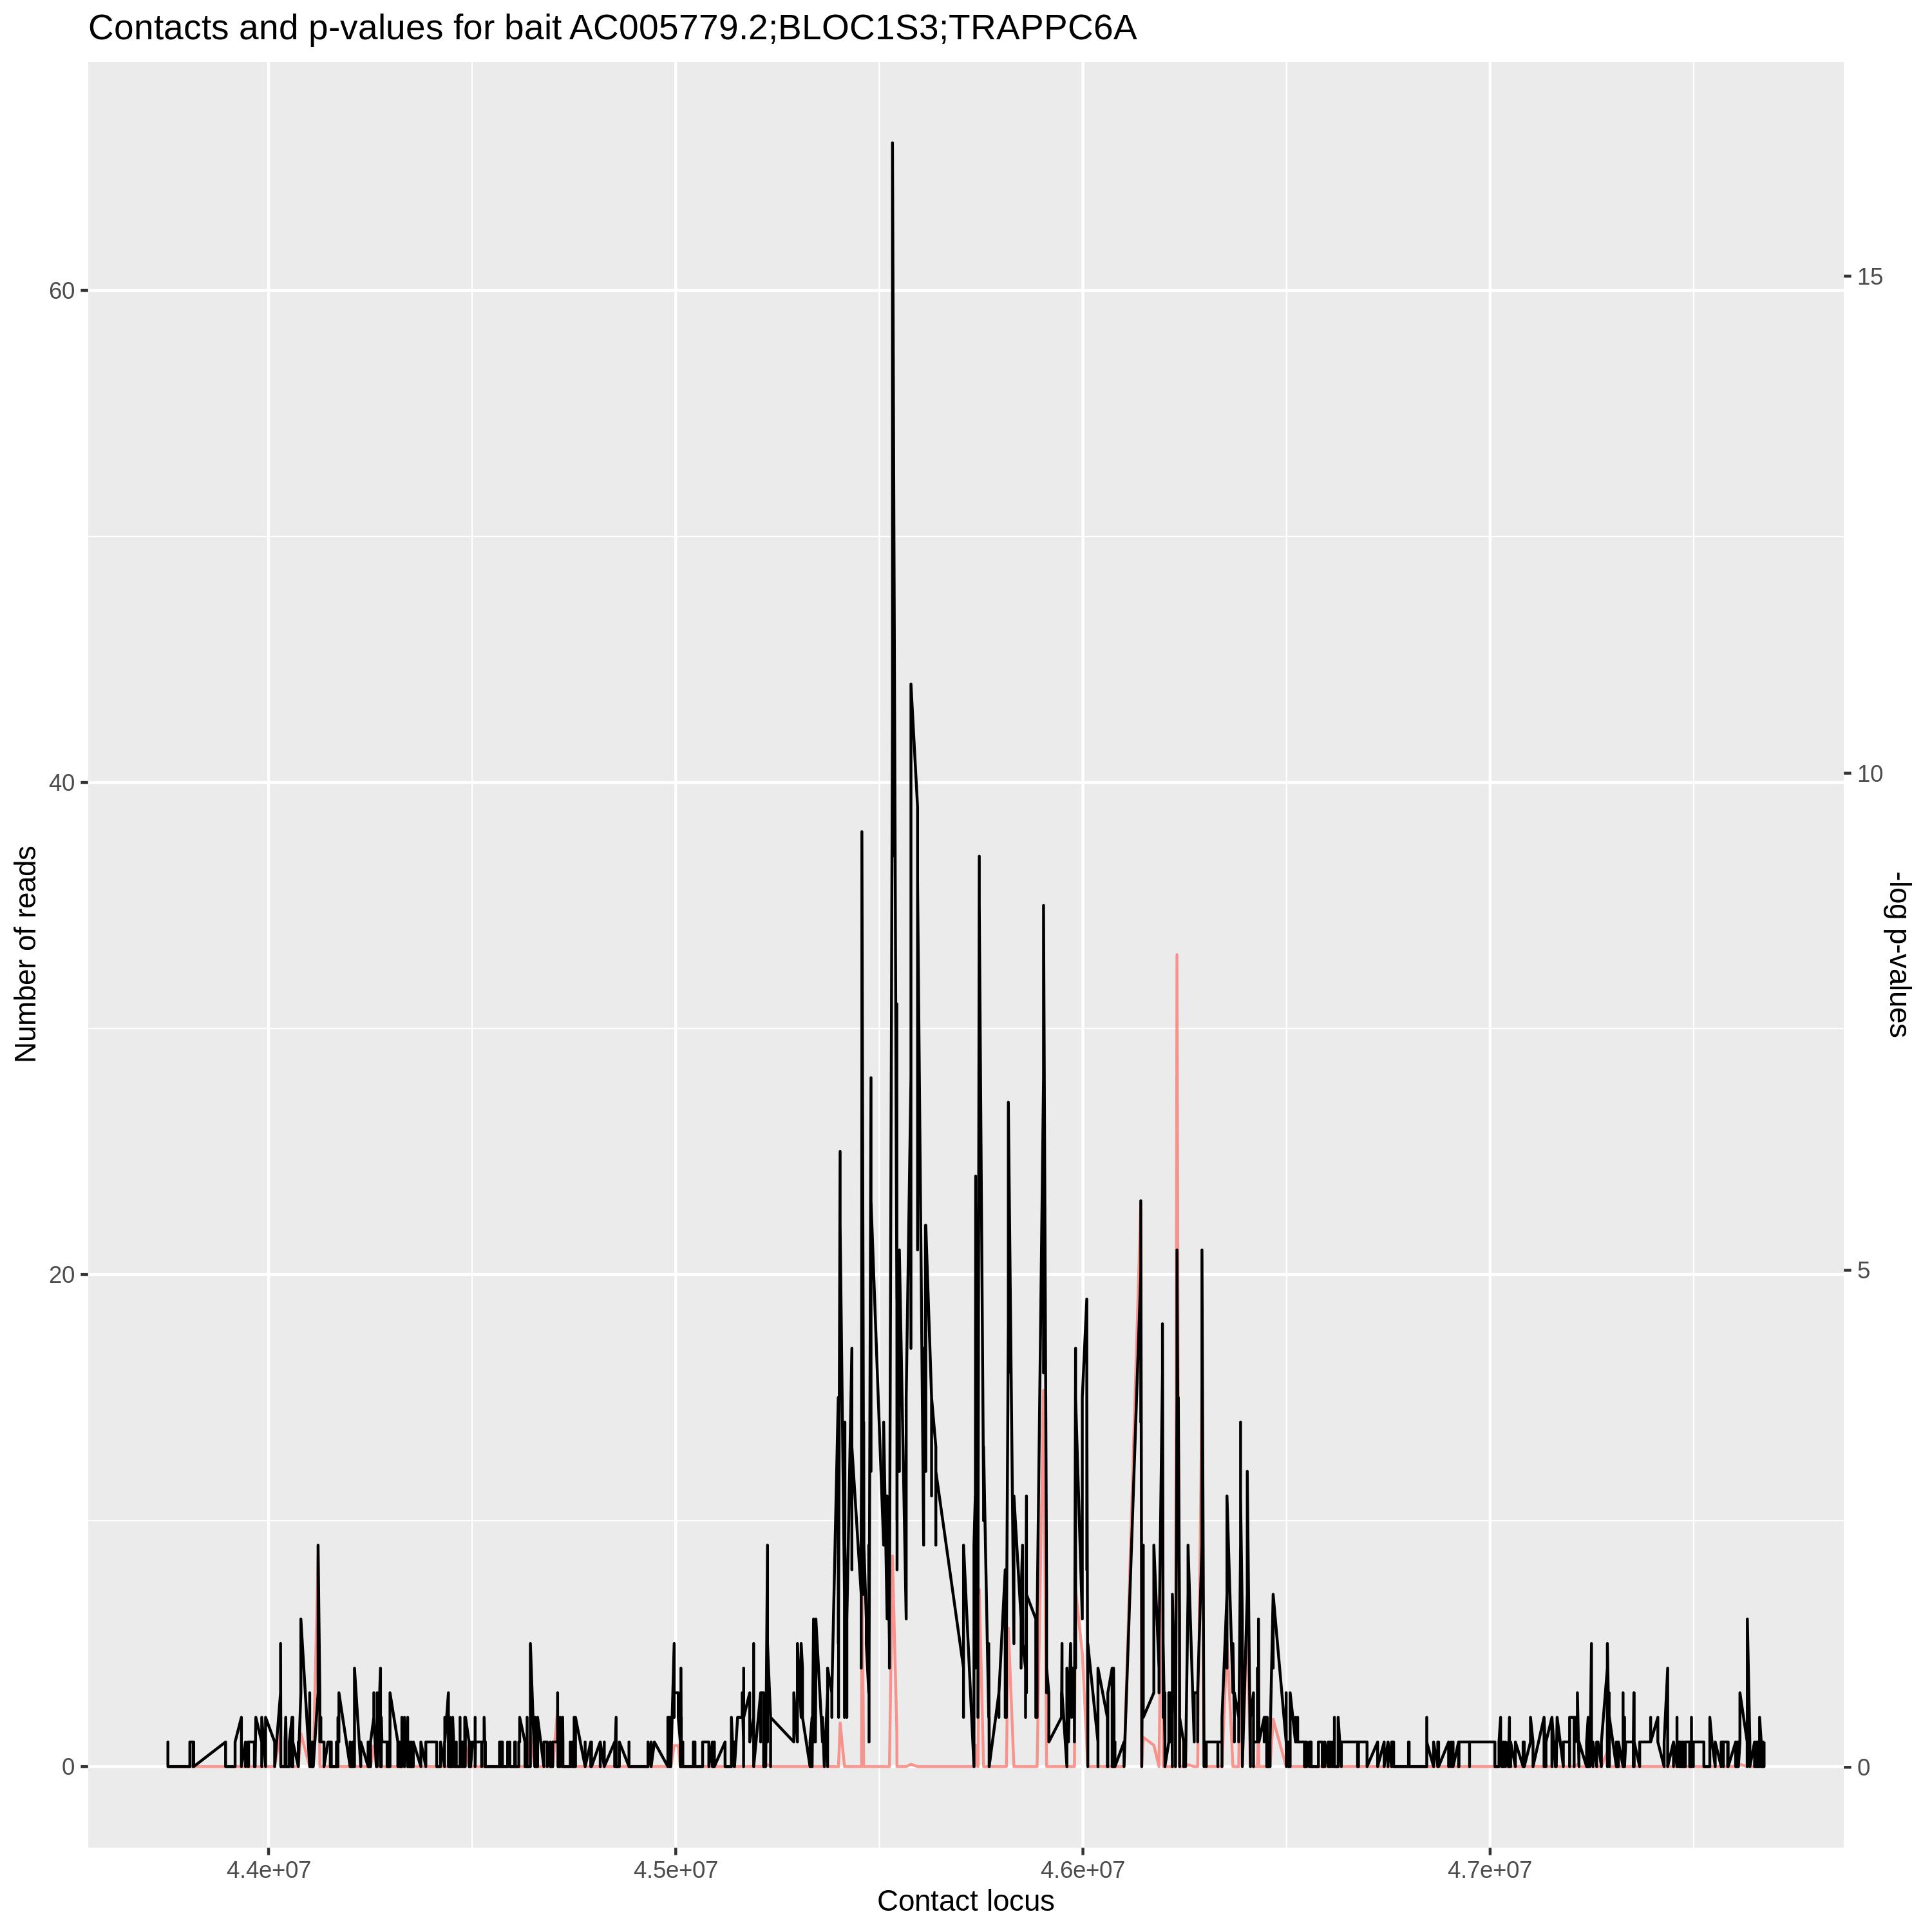 Contacts and p-values for bait AC005779.2;BLOC1S3;TRAPPC6A
60
40
20
0
15
10
5
0
Number of reads
-log p-values
4.4e+07
4.5e+07
4.6e+07
4.7e+07
Contact locus